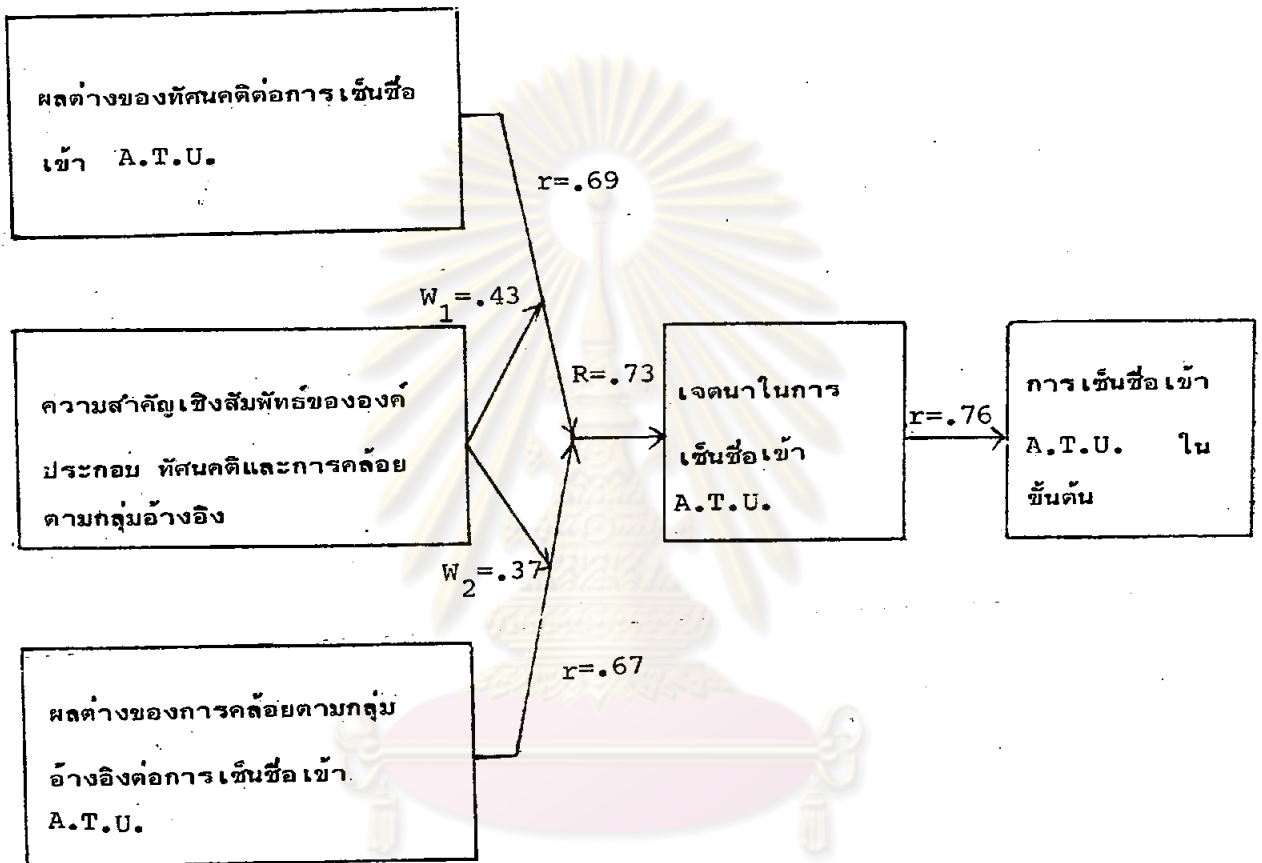 ผลต่างของทัศนคติต่อการเซ็นชื่อ
เข้า A.T.U.
r=.69
W1=.43
ความสำคัญเชิงสัมพัทธ์ขององค์
ประกอบ ทัศนคติและการคล้อย
ตามกลุ่มอ้างอิง
R=.73
เจตนาในการ
เซ็นชื่อเข้า
A.T.U.
r=.76
การเซ็นชื่อเข้า
A.T.U. ใน
ขั้นต้น
W2=.37
r=.67
ผลต่างของการคล้อยตามกลุ่ม
อ้างอิงต่อการเซ็นชื่อเข้า
A.T.U.